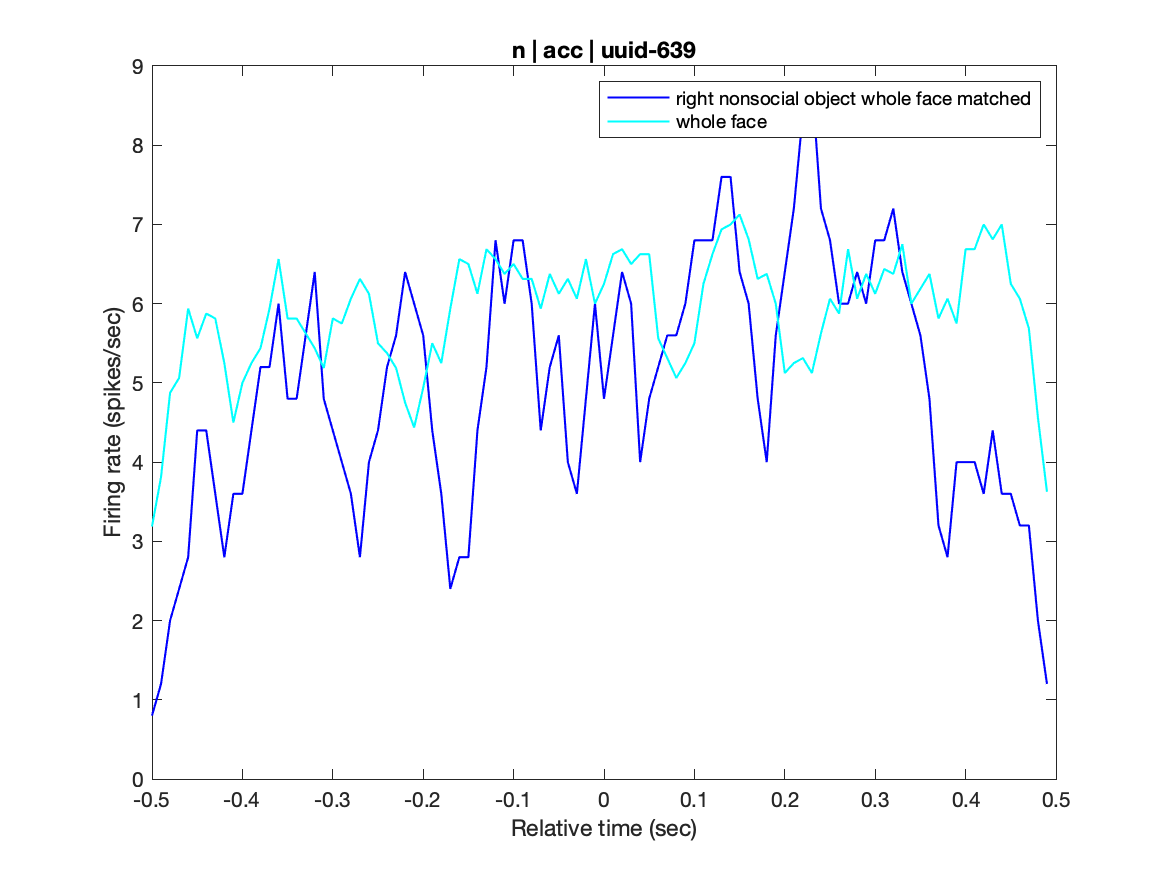 n | acc | uuid-639
right nonsocial object whole face matched
whole face
9
8
7
6
5
4
3
2
1
0
Firing rate (spikes/sec)
-0.5 -0.4 -0.3 -0.2 -0.1 0 0.1 0.2 0.3 0.4 0.5
Relative time (sec)